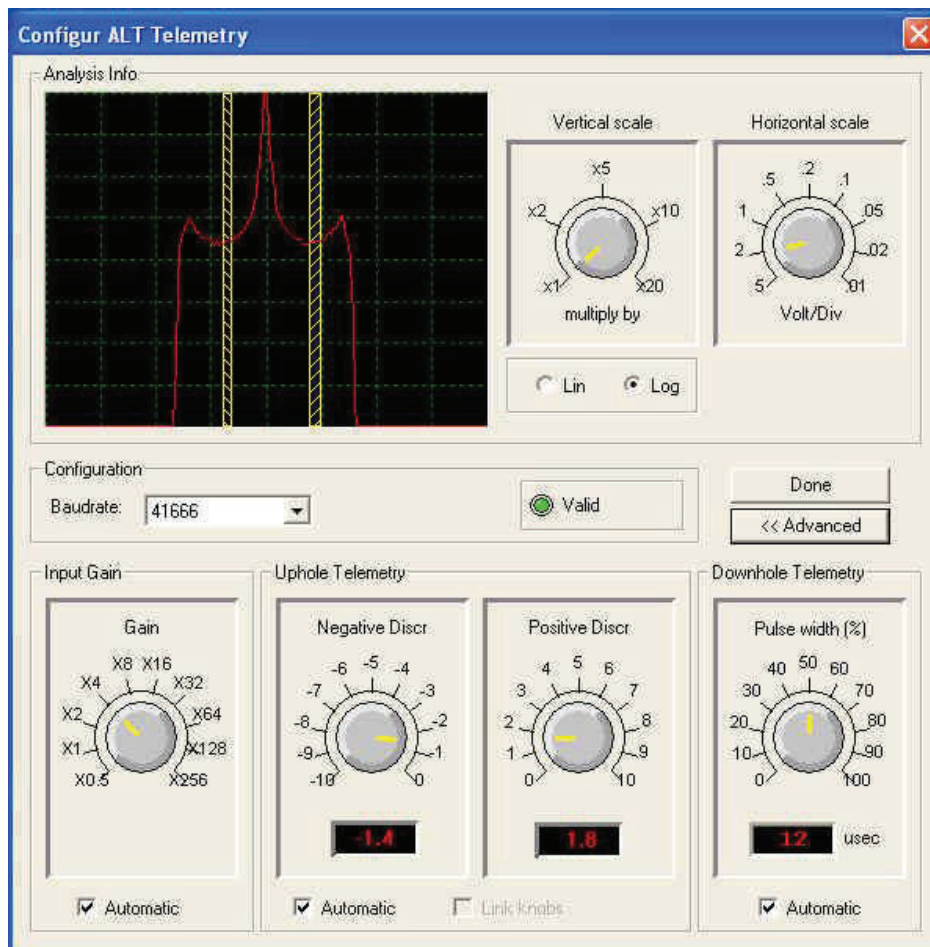 Configur ALT Telemetry
Analysis Info
Vertical scale
x1
x2
x5
x10
x20
multiply by
Horizontal scale
5
2
1
.5
.2
.1
.05
.02
.01
Volt/Div
Lin
Log
Configuration
Baudrate:
41666
Valid
Done
<< Advanced
Input Gain
Gain
X0.5
X1
X2
X4
X8
X16
X32
X64
X128
X256
Automatic
Uphole Telemetry
Negative Discr
-10
-9
-8
-7
-6
-5
-4
-3
-2
-1
0
-1.4
Automatic
Positive Discr
0
1
2
3
4
5
6
7
8
9
10
1.8
Link Knobs
Downhole Telemetry
Pulse width (%)
0
10
20
30
40
50
60
70
80
90
100
12 usec
Automatic